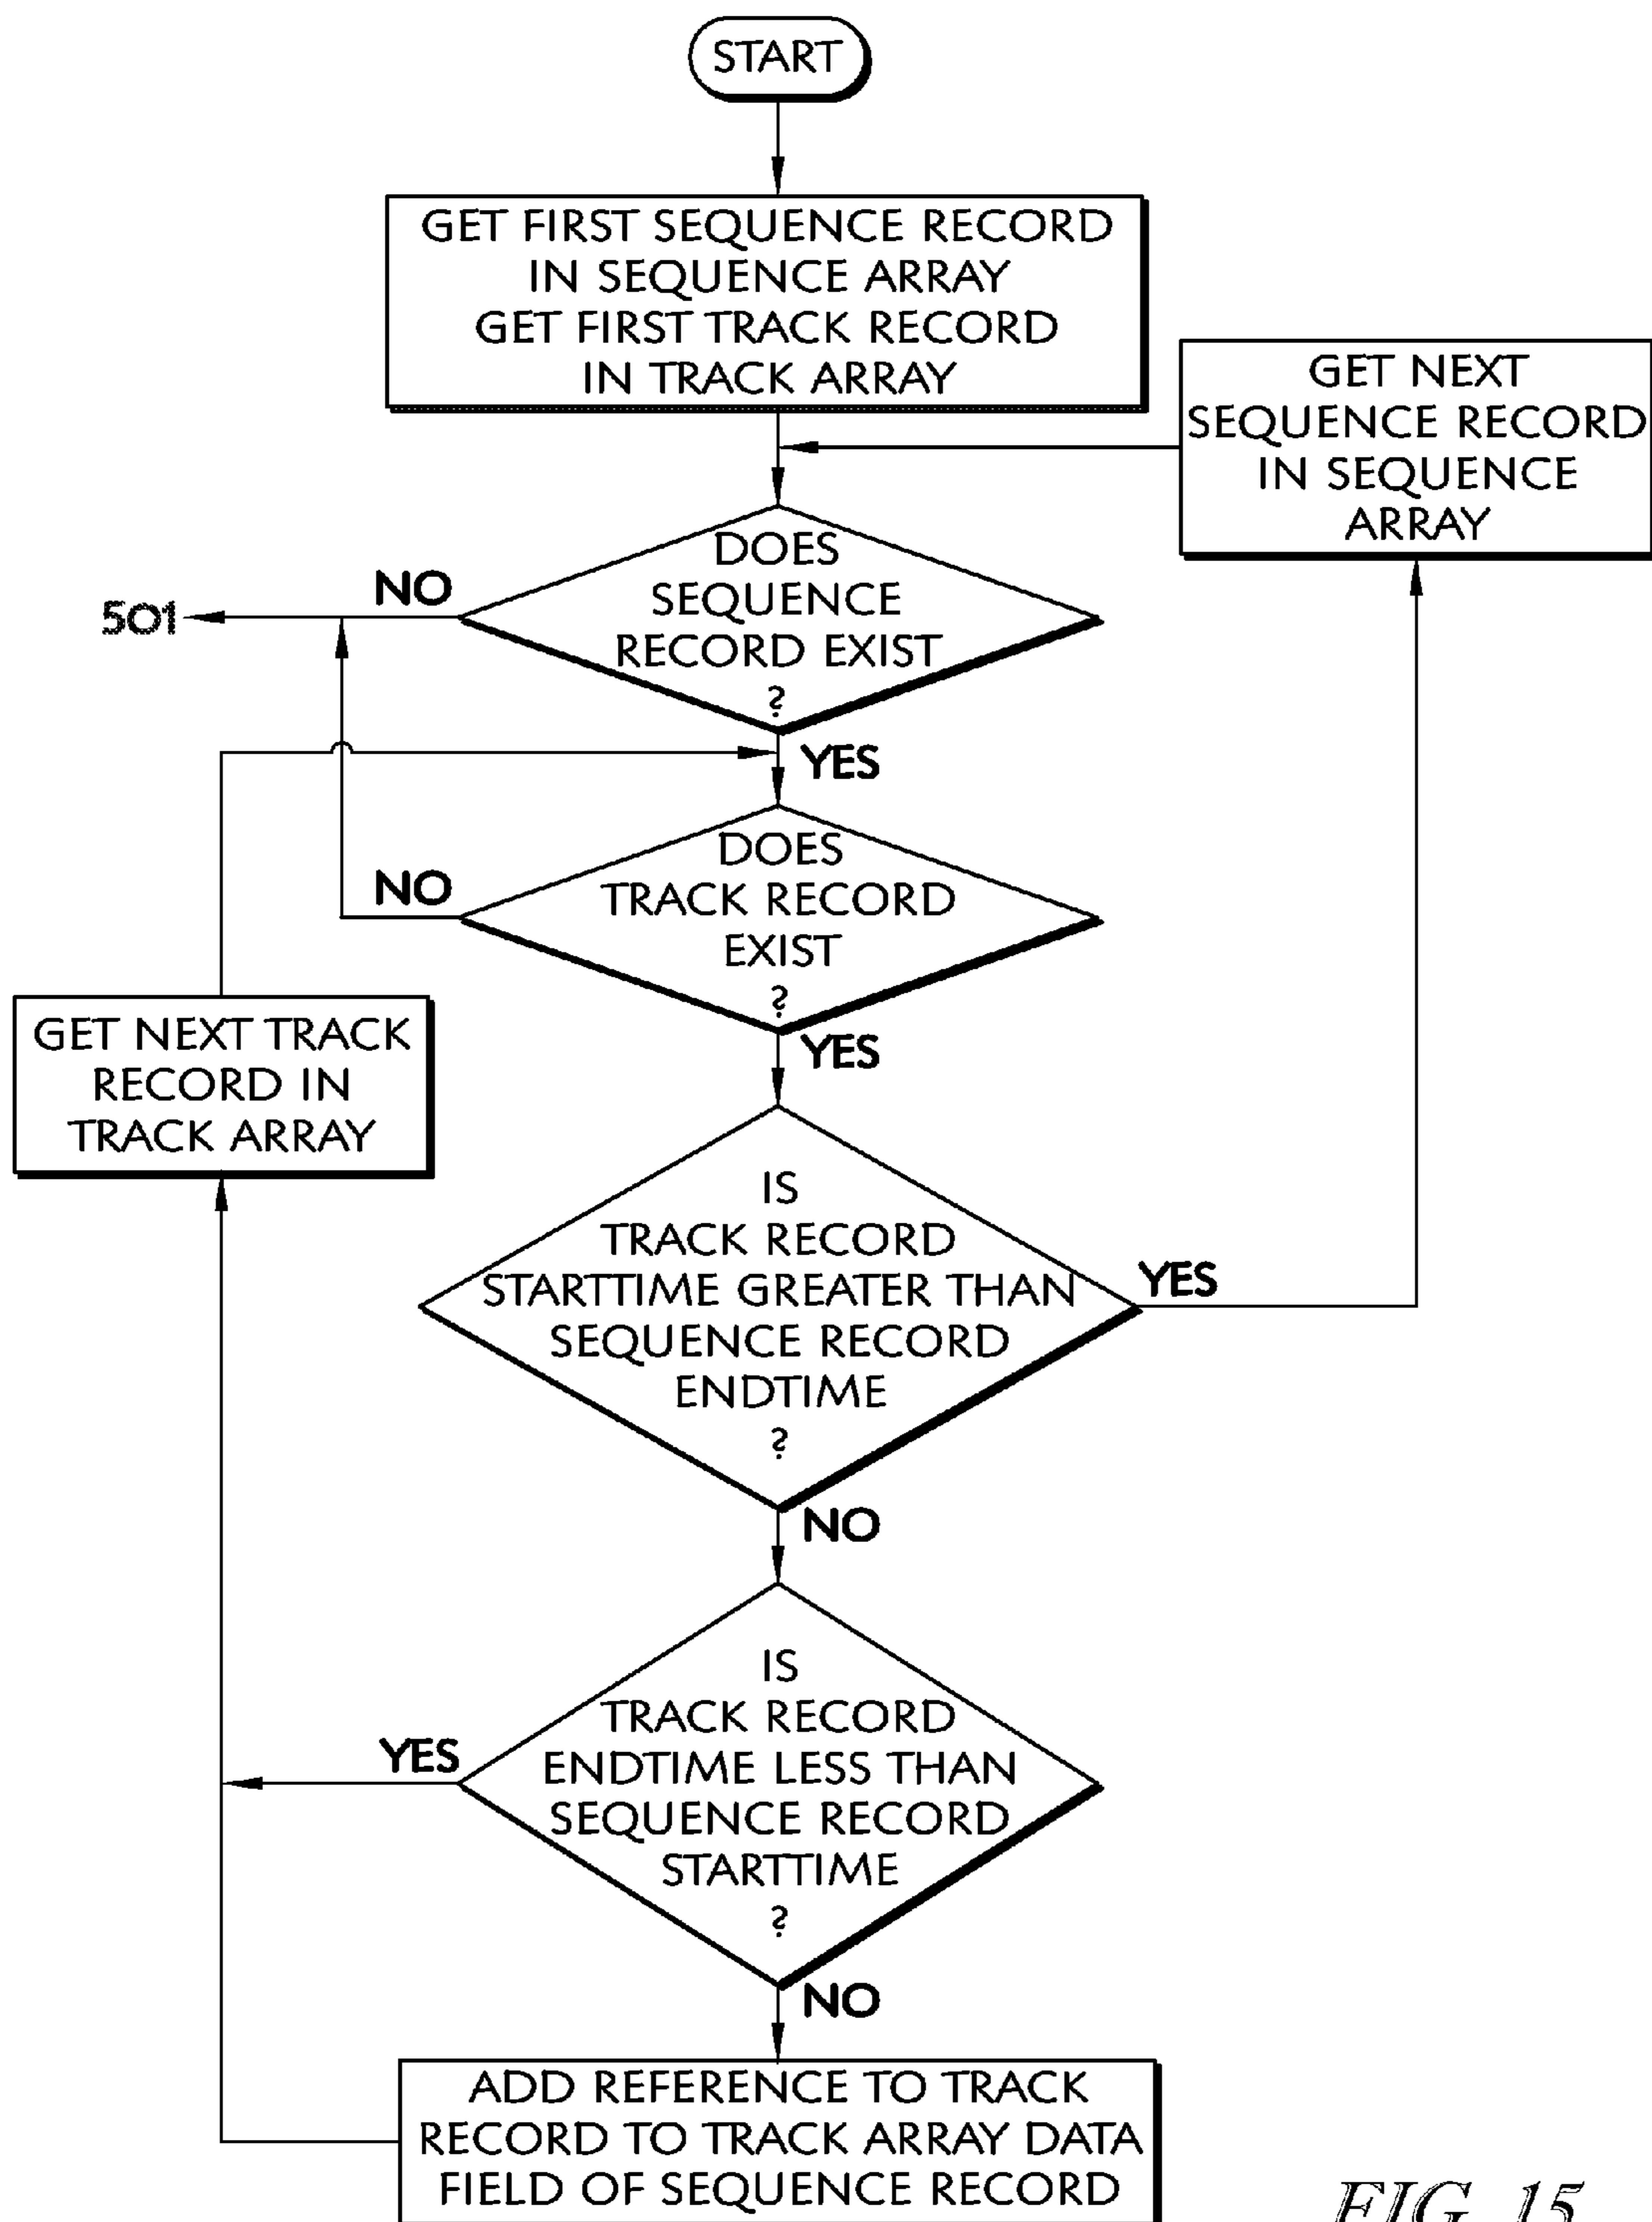 START
GET FIRST SEQUENCE RECORD
IN SEQUENCE ARRAY
GET FIRST TRACK RECORD
IN TRACK ARRAY
GET NEXT
SEQUENCE RECORD
IN SEQUENCE
ARRAY
DOES
SEQUENCE
RECORD EXIST
?
NO
501
YES
DOES
TRACK RECORD
EXIST
?
NO
YES
GET NEXT TRACK
RECORD IN
TRACK ARRAY
IS
TRACK RECORD
STARTTIME GREATER THAN
SEQUENCE RECORD
ENDTIME
?
YES
NO
IS
TRACK RECORD
ENDTIME LESS THAN
SEQUENCE RECORD
STARTTIME
?
YES
NO
ADD REFERENCE TO TRACK
RECORD TO TRACK ARRAY DATA
FIELD OF SEQUENCE RECORD
FIG. 15